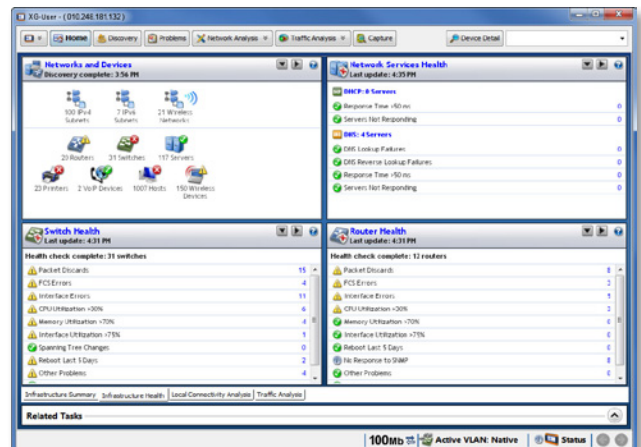 XG-User - ( 010.248.181.132 )
Home
Discovery
Problems
Network Analysis
Traffic Analysis
Capture
Device Detail
Networks and Devices
Discovery complete: 3:56 PM
100 IPv4 Subnets
7 IPv6 Subnets
21 Wireless Networks
20 Routers
31 Switches
117 Servers
23 Printers
2 VoIP Devices
1007 Hosts
150 Wireless Devices
Network Services Health
Last update: 4:35 PM
DHCP: 0 Servers
Response Time >50 ms 0
Servers Not Responding 0
DNS: 4 Servers
DNS Lookup Failures 0
DNS Reverse Lookup Failures 0
Response Time >50 ms 0
Servers Not Responding 0
Switch Health
Last update: 4:31 PM
Health check complete: 31 switches
Packet Discards 15
FCS Errors 4
Interface Errors 11
CPU Utilization >30% 6
Memory Utilization >70% 4
Interface Utilization >75% 1
Spanning Tree Changes 0
Reboot Last 5 Days 2
Other Problems 4
Router Health
Last update: 4:31 PM
Health check complete: 12 routers
Packet Discards 8
FCS Errors 3
Interface Errors
CPU Utilization >30% 3
Memory Utilization >70%
Interface Utilization >75%
Reboot Last 5 Days
No Response to SNMP 8
Other Problems
Infrastructure Summary
Infrastructure Health
Local Connectivity Analysis
Traffic Analysis
Related Tasks
100Mb
Active VLAN: Native
Status